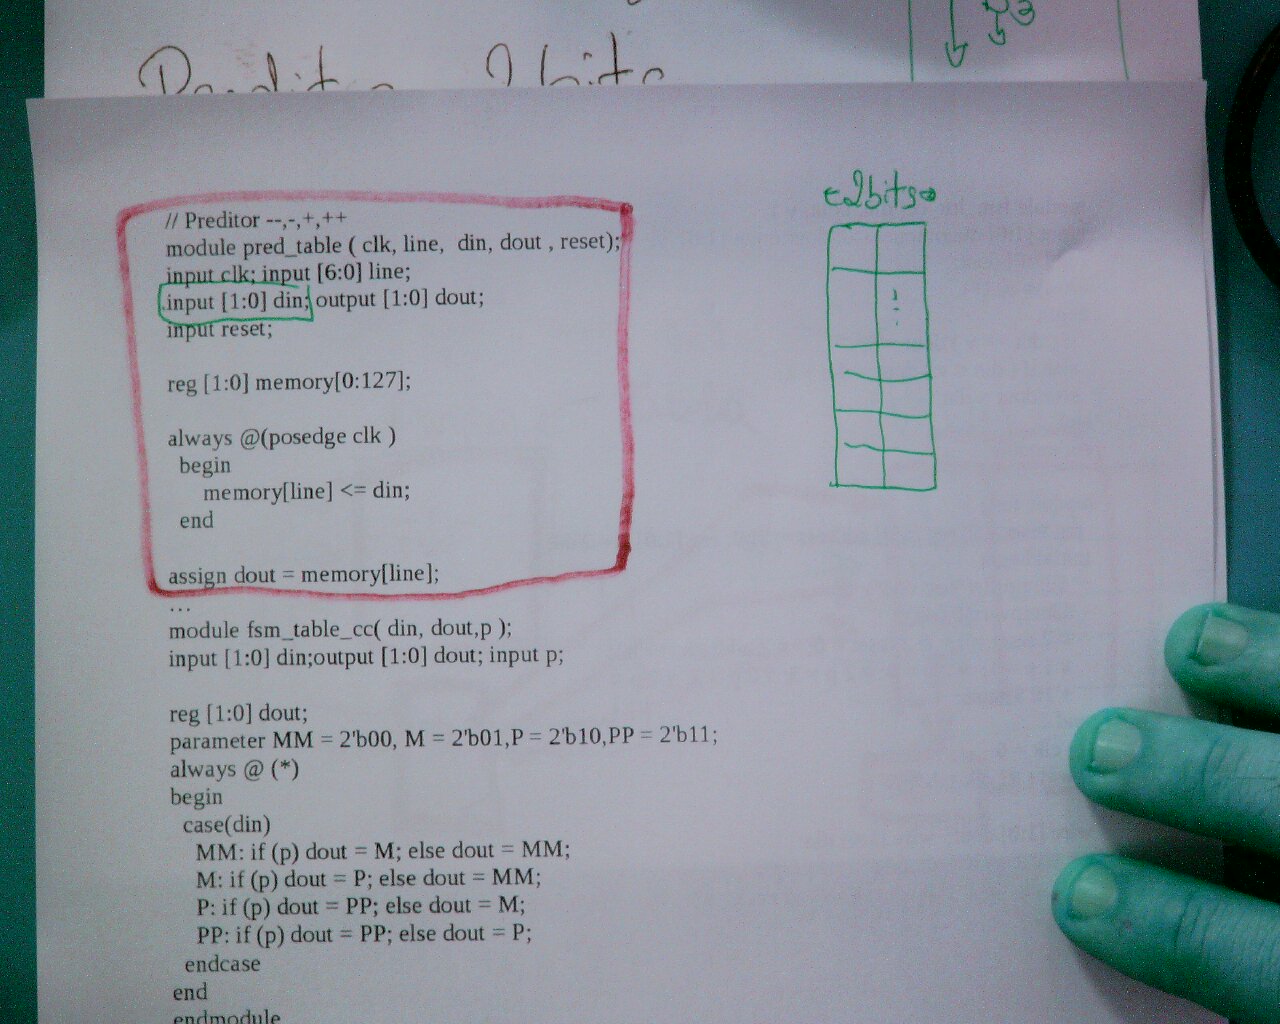 Preditor 2bits
2bits
// Preditor --,-,+,++
module pred_table ( clk, line, din, dout , reset);
input clk; input [6:0] line;
input [1:0] din; output [1:0] dout;
input reset;
reg [1:0] memory[0:127];
always @(posedge clk )
begin
memory[line] <= din;
end
assign dout = memory[line];
...
module fsm_table_cc( din, dout,p );
input [1:0] din;output [1:0] dout; input p;
reg [1:0] dout;
parameter MM = 2'b00, M = 2'b01,P = 2'b10,PP = 2'b11;
always @ (*)
begin
case(din)
MM: if (p) dout = M; else dout = MM;
M: if (p) dout = P; else dout = MM;
P: if (p) dout = PP; else dout = M;
PP: if (p) dout = PP; else dout = P;
endcase
end
endmodule